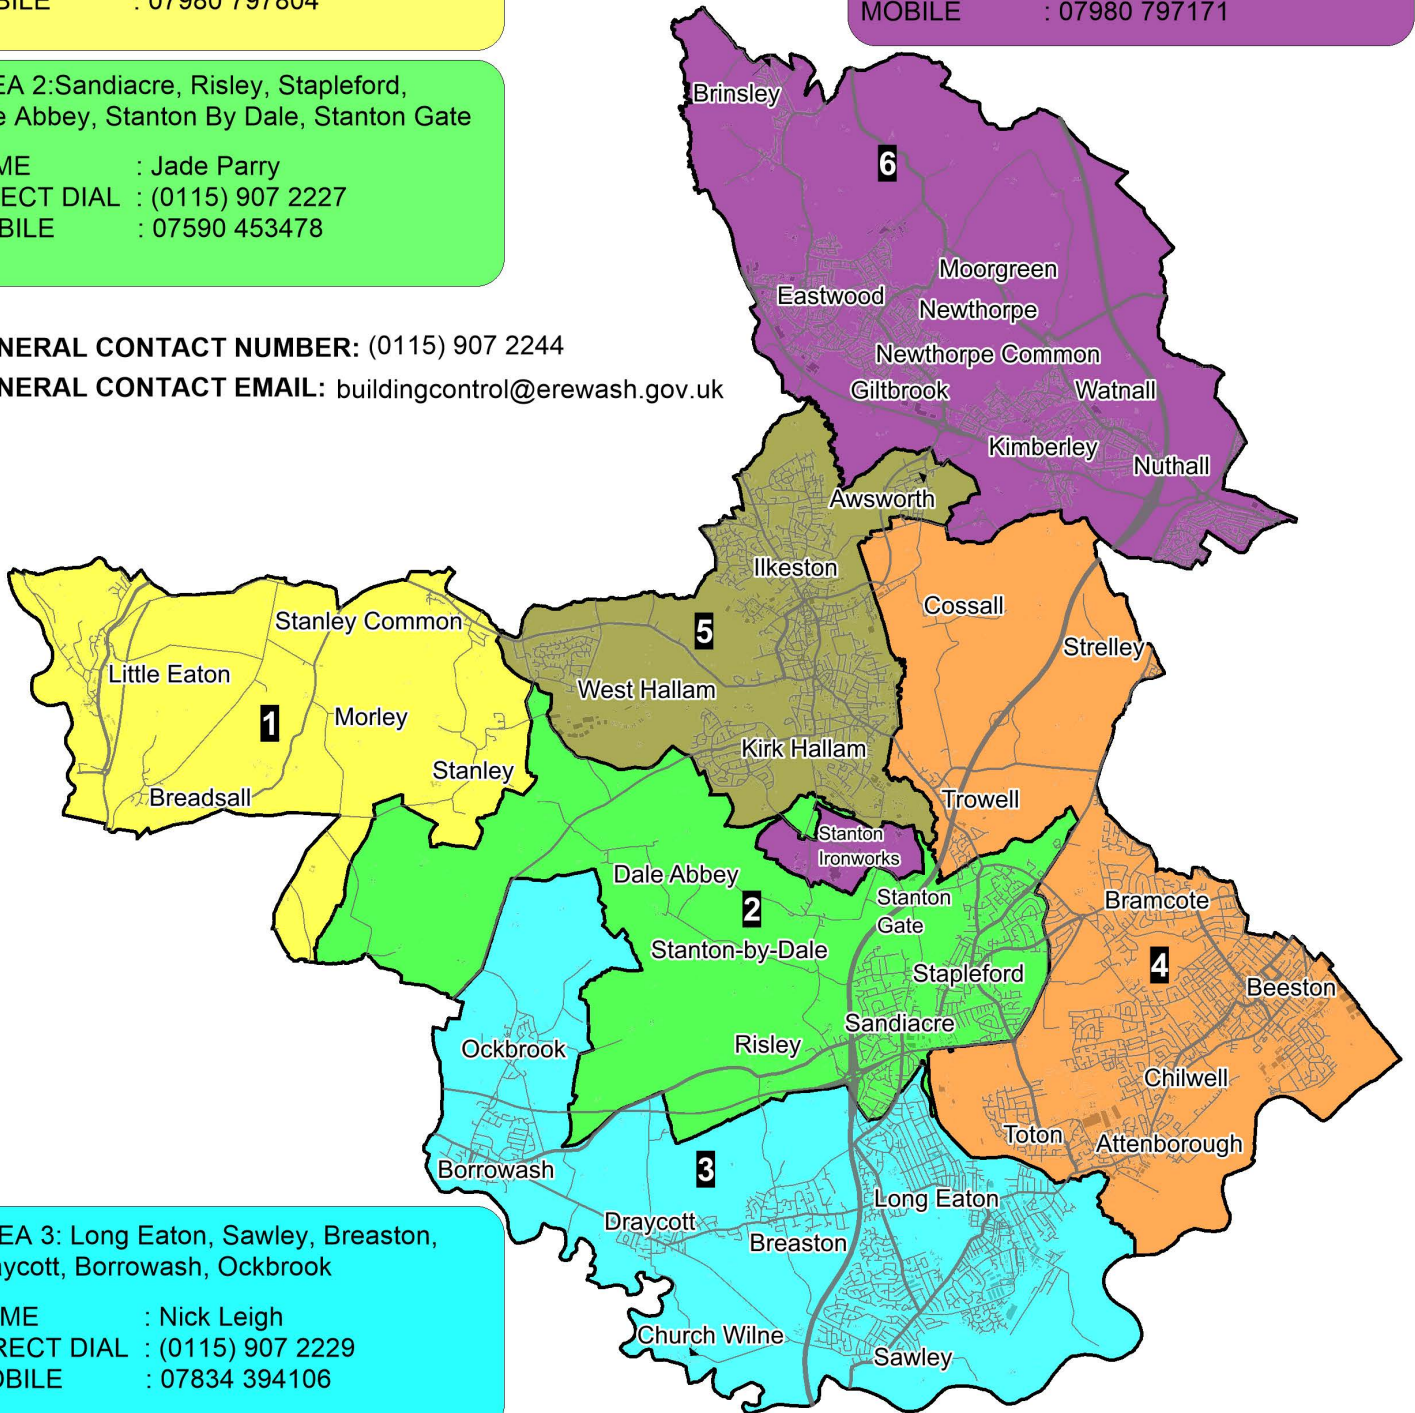 BILE : 07980 797804
MOBILE : 07980 797171
EA 2:Sandiacre, Risley, Stapleford,
e Abbey, Stanton By Dale, Stanton Gate
ME : Jade Parry
ECT DIAL : (0115) 907 2227
BILE : 07590 453478
NERAL CONTACT NUMBER: (0115) 907 2244
NERAL CONTACT EMAIL: buildingcontrol@erewash.gov.uk
Brinsley
6
Moorgreen
Eastwood
Newthorpe
Newthorpe Common
Giltbrook
Watnall
Kimberley
Nuthall
Awsworth
Ilkeston
Cossall
Stanley Common
5
Strelley
Little Eaton
West Hallam
1
Morley
Kirk Hallam
Stanley
Breadsall
Trowell
Stanton
Ironworks
Dale Abbey
Stanton
Gate
2
Bramcote
Stanton-by-Dale
4
Stapleford
Beeston
Sandiacre
Ockbrook
Risley
Chilwell
Toton
Attenborough
Borrowash
3
Long Eaton
Draycott
Breaston
Church Wilne
Sawley
EA 3: Long Eaton, Sawley, Breaston,
aycott, Borrowash, Ockbrook
ME : Nick Leigh
RECT DIAL : (0115) 907 2229
OBILE : 07834 394106